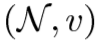 (𝒩, v)